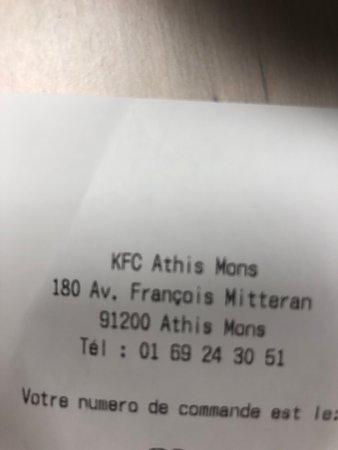 KFC Athis Mons
180 Av. François Mitteran
91200 Athis Mons
Tél : 01 69 24 30 51
Votre numero de commande est le: